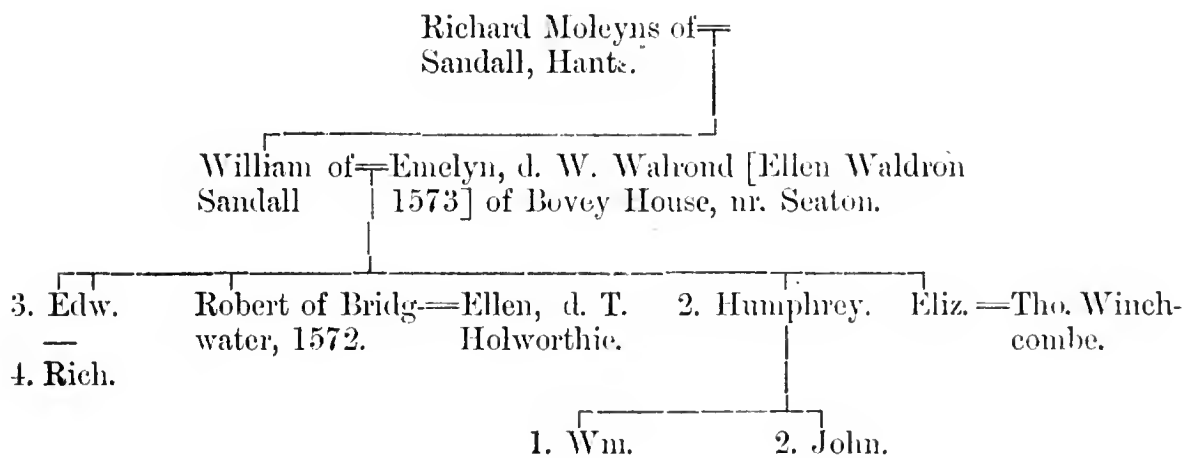 Richard Moleyns of
Sandall, Hants.
William of=Emelyn, d. W. Walrond [Ellen Waldron
Sandall 1573] of Bovey House, nr. Seaton.
3. Edw. Robert of Bridg-=Ellen, d. T. 2. Humphrey. Eliz.=Tho. Winch-
water, 1572. Holworthie. combe.
4. Rich.
1. Wm. 2. John.